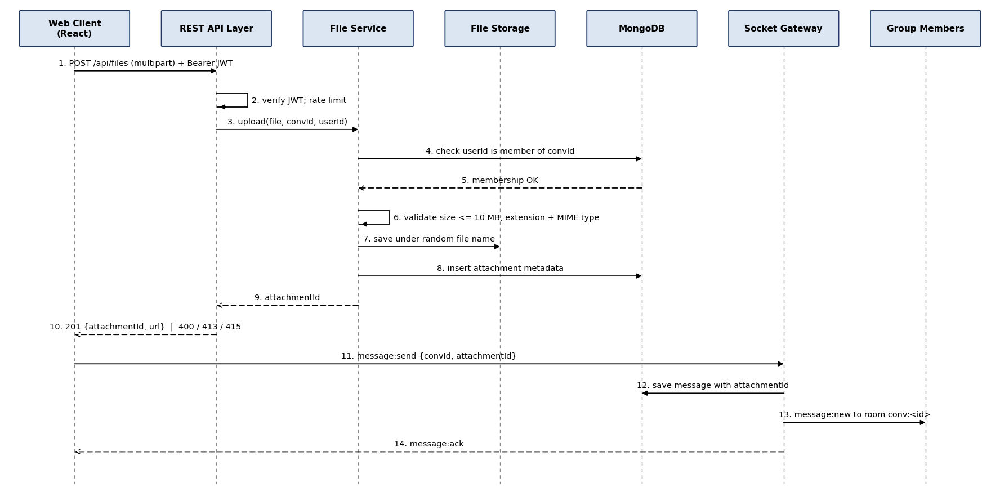 Web Client
(React)
REST API Layer
File Service
File Storage
MongoDB
Socket Gateway
Group Members
1. POST /api/files (multipart) + Bearer JWT
2. verify JWT; rate limit
3. upload(file, convId, userId)
4. check userId is member of convId
5. membership OK
6. validate size <= 10 MB, extension + MIME type
7. save under random file name
8. insert attachment metadata
9. attachmentId
10. 201 {attachmentId, url}  |  400 / 413 / 415
11. message:send {convId, attachmentId}
12. save message with attachmentId
13. message:new to room conv:<id>
14. message:ack